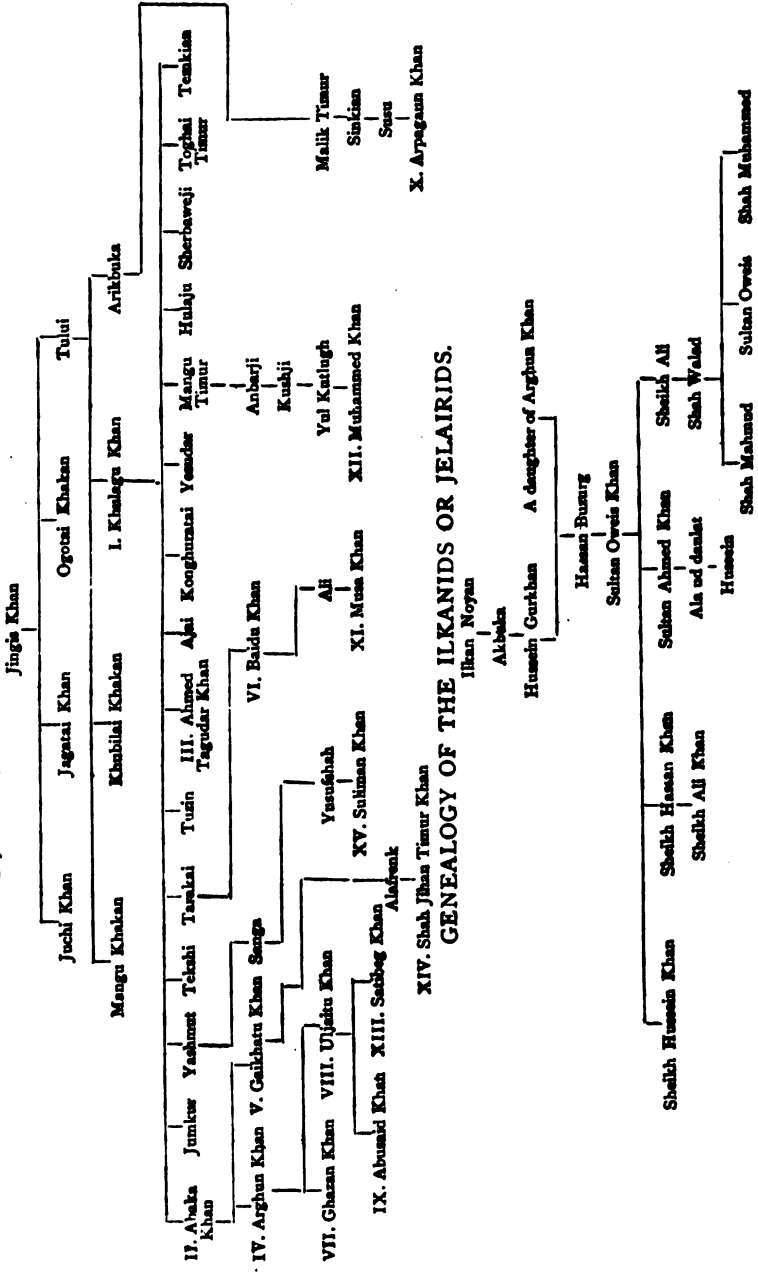 Jingis Khan
Juchi Khan Jagatai Khan Ogotai Khakan Tului
Mangu Khakan Khubilai Khakan I. Khulagu Khan Arikbuka
II. Abaka Khan Jumkur Yashmut Tekshi Tarakai Tuzin III. Ahmed Tagudar Khan Ajai Konghuratai Yesudar Mangu Timur Hulaju Sherbaweji Toghai Timur Temkian
IV. Arghun Khan V. Gaikhatu Khan Sanga VI. Baidu Khan Anbarji
Kushji
VII. Ghazan Khan VIII. Uljaitu Khan Yusufshah Ali Yul Kutlugh Malik Timur
Sinkian
IX. Abusaid Khan XIII. Satibeg Khan Alafrenk XV. Suliman Khan XI. Musa Khan XII. Muhammed Khan Susu
X. Arpagaun Khan
XIV. Shah Jihan Timur Khan
GENEALOGY OF THE ILKANIDS OR JELAIRIDS.
Ilkan Noyan
Akbuka
Hussein Gurkhan A daughter of Arghun Khan
Hassan Buzurg
Sultan Oweis Khan
Sheikh Hussein Khan Sheikh Hassan Khan Sultan Ahmed Khan Sheikh Ali
Sheikh Ali Khan Ala ud daulat Shah Walad
Hussein
Shah Mahmud Sultan Oweis Shah Muhammed